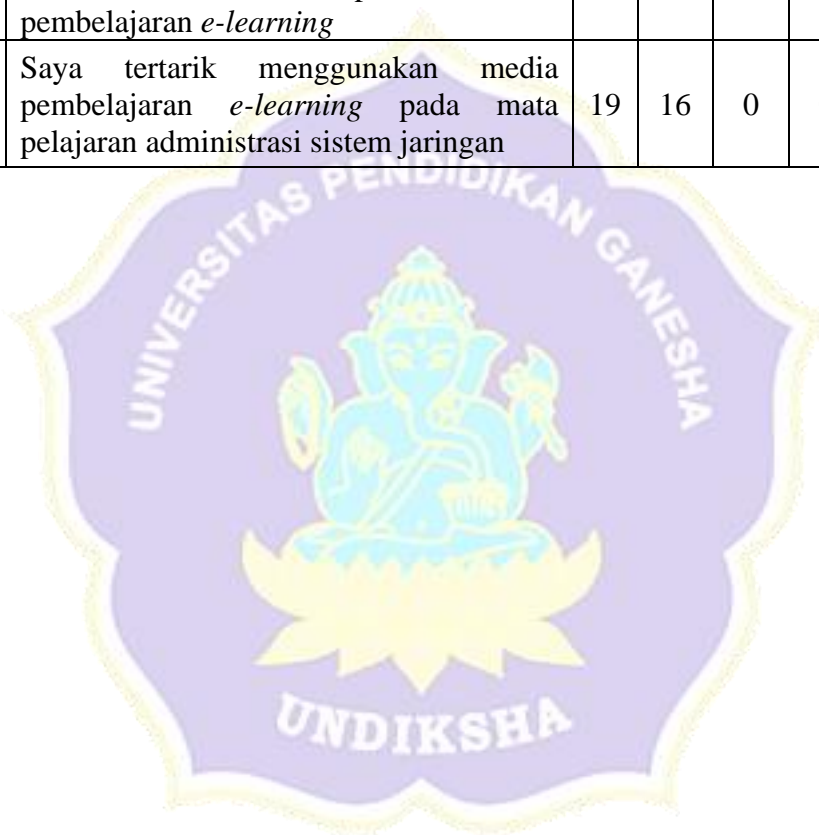 pembelajaran e-learning
Saya tertarik menggunakan media
pembelajaran e-learning pada mata
pelajaran administrasi sistem jaringan
19 16 0
UNIVERSITAS PENDIDIKAN GANESHA
UNDIKSHA